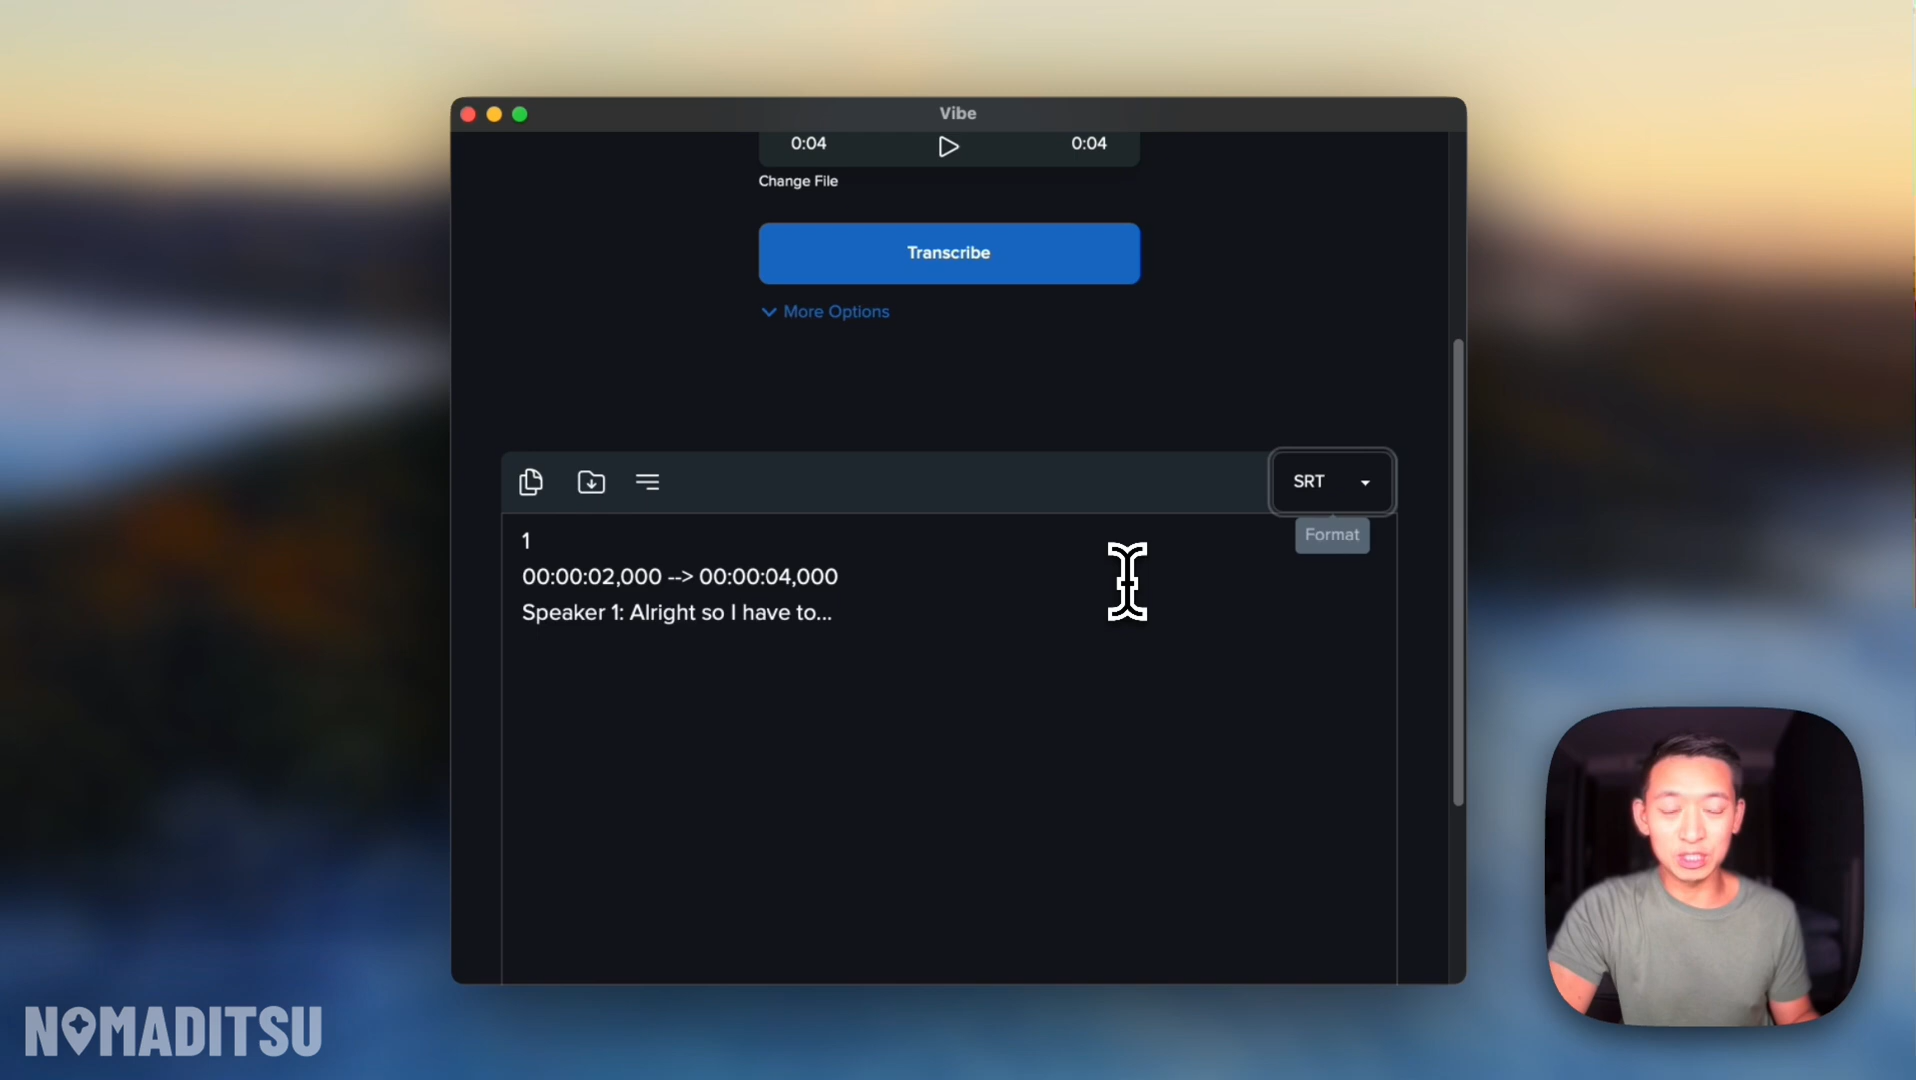 Vibe
0:04
0:04
Change File
Transcribe
More Options
SRT
Format
1
00:00:02,000 --> 00:00:04,000
Speaker 1: Alright so I have to...
NOMADITSU